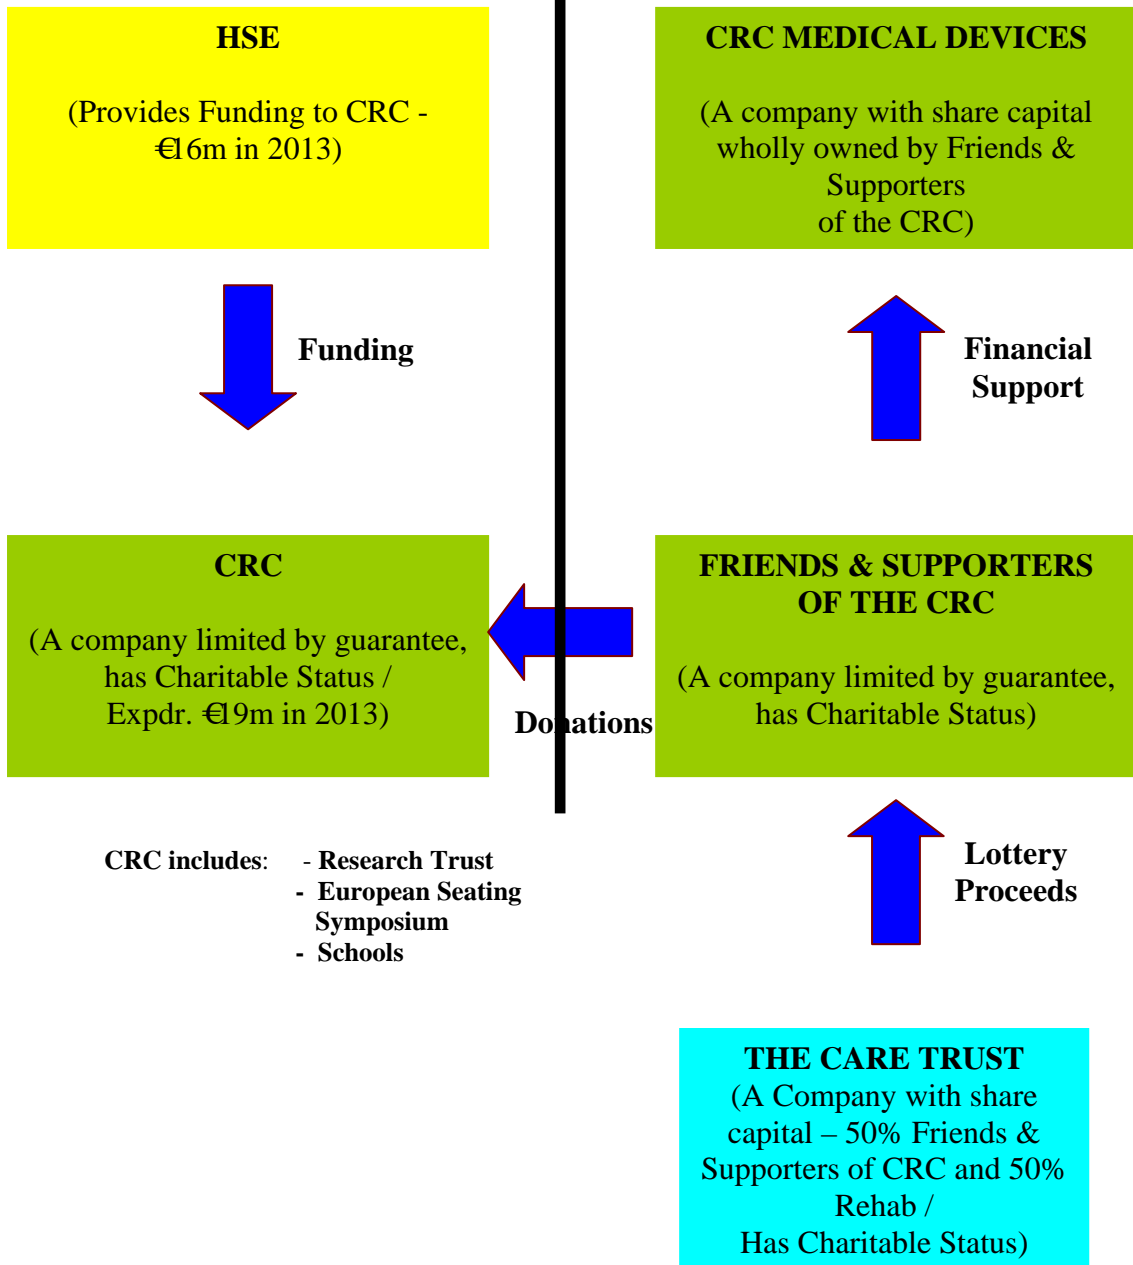 HSE
(Provides Funding to CRC -
€16m in 2013)
Funding
CRC
(A company limited by guarantee,
has Charitable Status /
Expdr. €19m in 2013)
CRC includes: - Research Trust
- European Seating
Symposium
- Schools
Donations
CRC MEDICAL DEVICES
(A company with share capital
wholly owned by Friends &
Supporters
of the CRC)
Financial
Support
FRIENDS & SUPPORTERS
OF THE CRC
(A company limited by guarantee,
has Charitable Status)
Lottery
Proceeds
THE CARE TRUST
(A Company with share
capital – 50% Friends &
Supporters of CRC and 50%
Rehab /
Has Charitable Status)